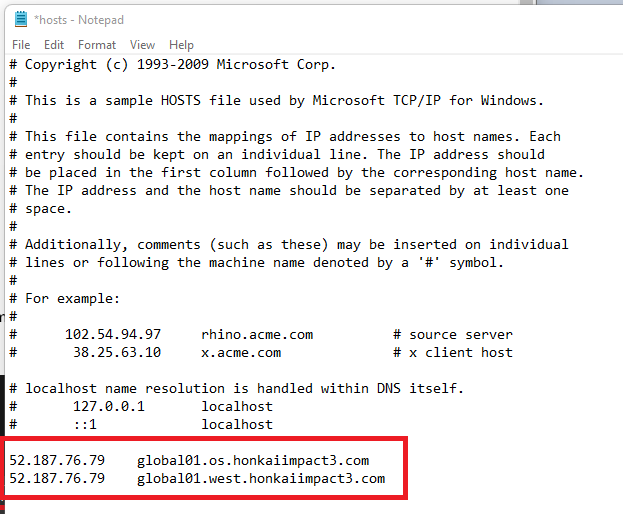 *hosts - Notepad
File Edit Format View Help
# Copyright (c) 1993-2009 Microsoft Corp.
#
# This is a sample HOSTS file used by Microsoft TCP/IP for Windows.
#
# This file contains the mappings of IP addresses to host names. Each
# entry should be kept on an individual line. The IP address should
# be placed in the first column followed by the corresponding host name.
# The IP address and the host name should be separated by at least one
# space.
#
# Additionally, comments (such as these) may be inserted on individual
# lines or following the machine name denoted by a '#' symbol.
#
# For example:
#
#      102.54.94.97     rhino.acme.com          # source server
#       38.25.63.10     x.acme.com              # x client host

# localhost name resolution is handled within DNS itself.
#       127.0.0.1       localhost
#       ::1             localhost

52.187.76.79    global01.os.honkaiimpact3.com
52.187.76.79    global01.west.honkaiimpact3.com